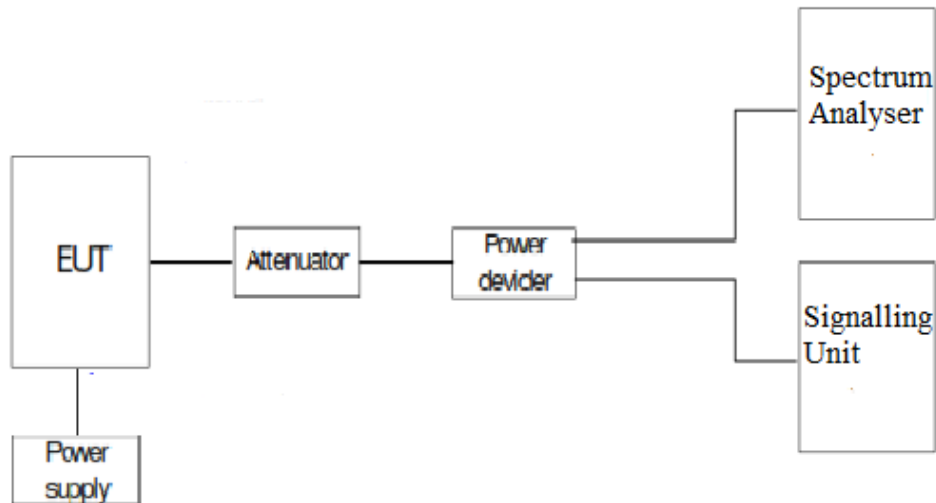 Spectrum
Analyser
EUT
Attenuator
Power
devider
Signalling
Unit
Power
supply